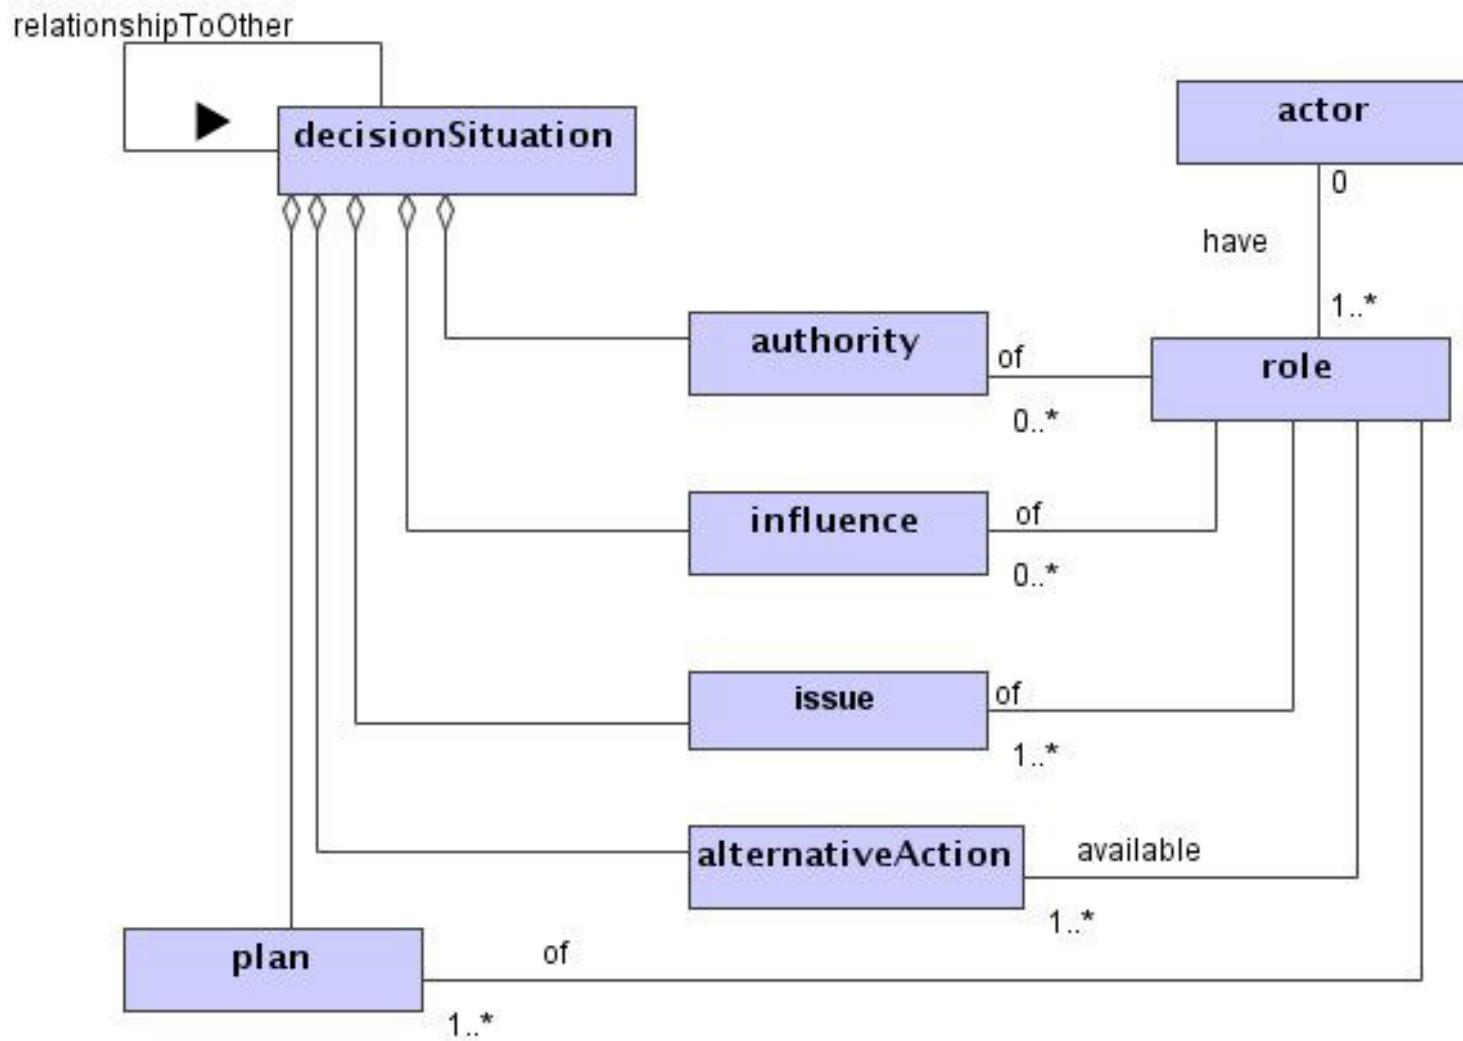 relationshipToOther
decisionSituation
actor
0
have
1..*
authority
of
role
0..*
influence
of
0..*
issue
of
1..*
alternativeAction
available
1..*
plan
of
1..*